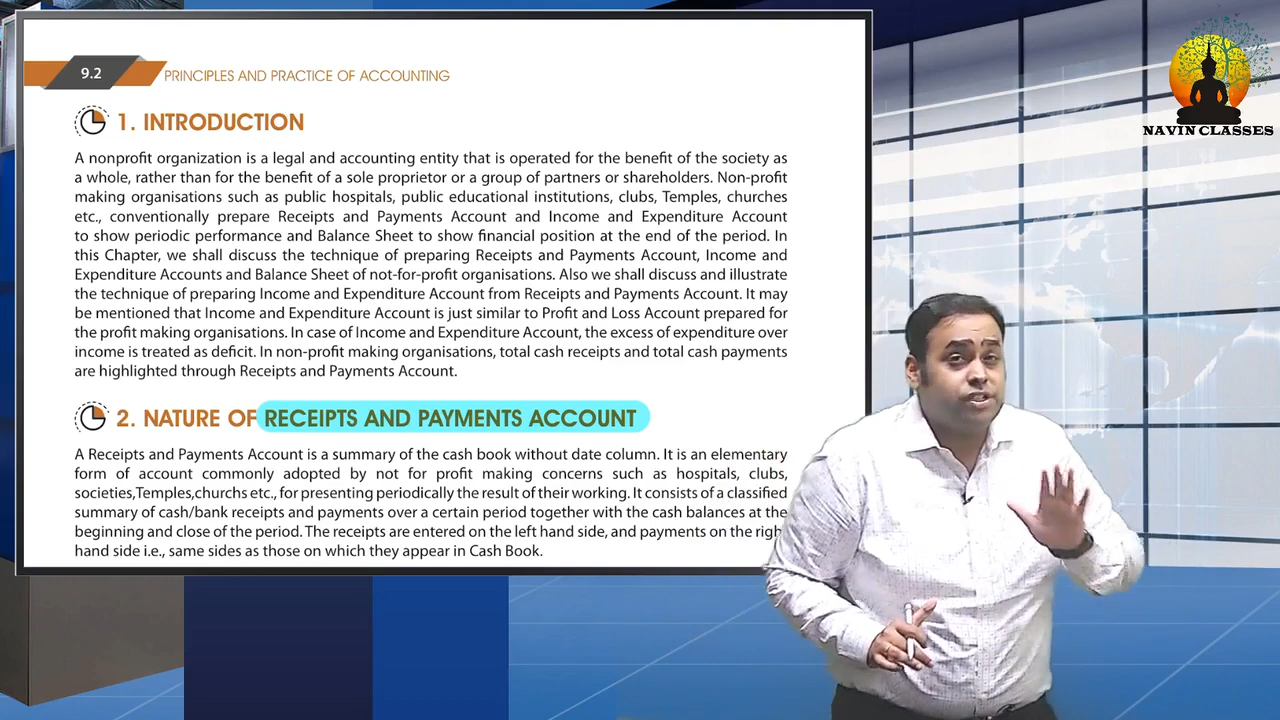 9.2
PRINCIPLES AND PRACTICE OF ACCOUNTING
1. INTRODUCTION
A nonprofit organization is a legal and accounting entity that is operated for the benefit of the society as
a whole, rather than for the benefit of a sole proprietor or a group of partners or shareholders. Non-profit
making organisations such as public hospitals, public educational institutions, clubs, Temples, churches
etc., conventionally prepare Receipts and Payments Account and Income and Expenditure Account
to show periodic performance and Balance Sheet to show financial position at the end of the period. In
this Chapter, we shall discuss the technique of preparing Receipts and Payments Account, Income and
Expenditure Accounts and Balance Sheet of not-for-profit organisations. Also we shall discuss and illustrate
the technique of preparing Income and Expenditure Account from Receipts and Payments Account. It may
be mentioned that Income and Expenditure Account is just similar to Profit and Loss Account prepared for
the profit making organisations. In case of Income and Expenditure Account, the excess of expenditure over
income is treated as deficit. In non-profit making organisations, total cash receipts and total cash payments
are highlighted through Receipts and Payments Account.
2. NATURE OF RECEIPTS AND PAYMENTS ACCOUNT
A Receipts and Payments Account is a summary of the cash book without date column. It is an elementary
form of account commonly adopted by not for profit making concerns such as hospitals, clubs,
societies,Temples,churchs etc., for presenting periodically the result of their working. It consists of a classified
summary of cash/bank receipts and payments over a certain period together with the cash balances at the
beginning and close of the period. The receipts are entered on the left hand side, and payments on the righ
hand side i.e., same sides as those on which they appear in Cash Book.
NAVIN CLASSES